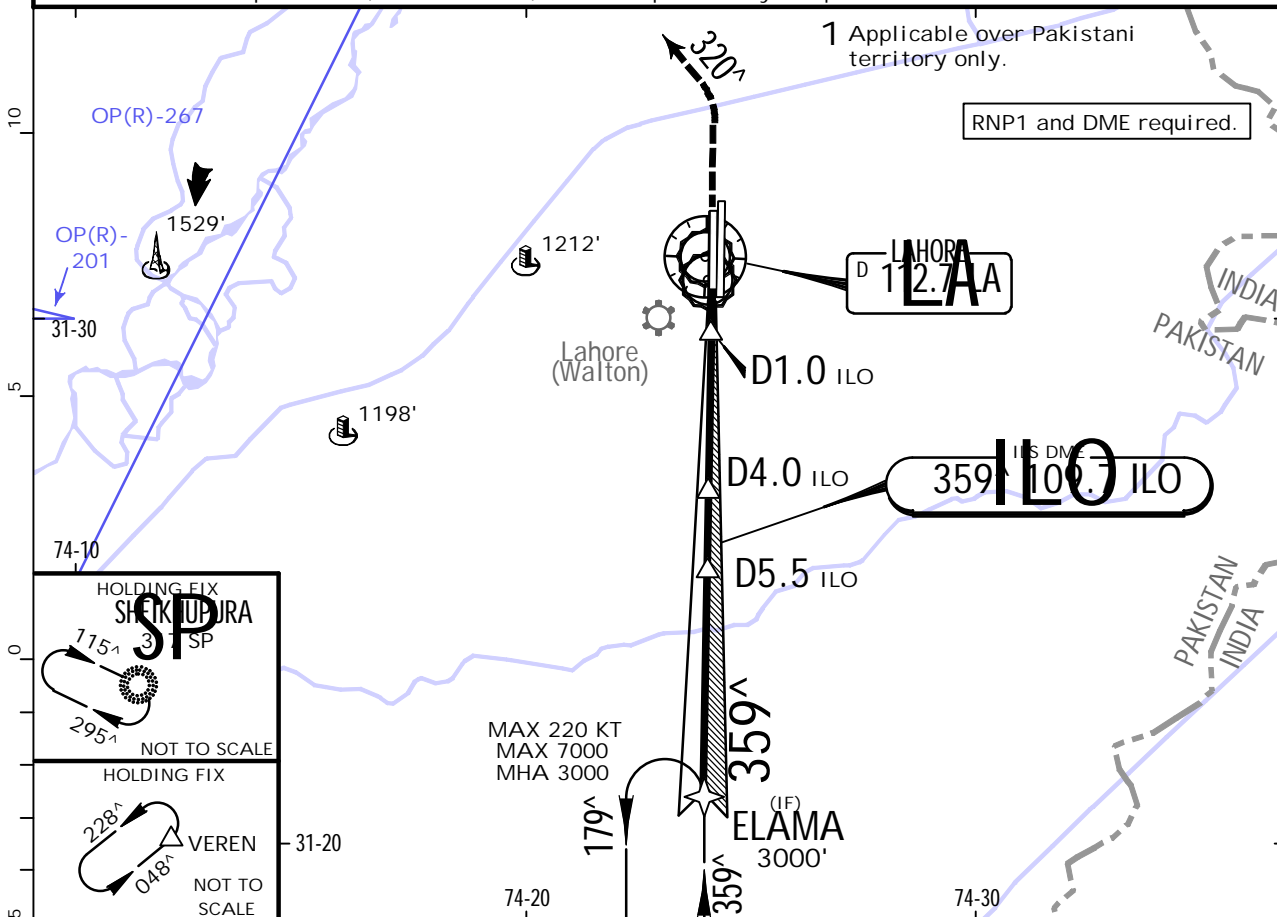 1 Applicable over Pakistani
territory only.
RNP1 and DME required.
320^
10
OP(R)-267
1529'
OP(R)-
201
1212'
LAHORE
D 112.7 LA
LA
31-30
INDIA
PAKISTAN
Lahore
(Walton)
D1.0 ILO
5
1198'
ILS DME
359^ 109.7 ILO
ILO
D4.0 ILO
74-10
D5.5 ILO
PAKISTAN
INDIA
HOLDING FIX
SHEIKHUPURA
SP
SP
115^
295^
NOT TO SCALE
0
359^
MAX 220 KT
MAX 7000
MHA 3000
179^
(IF)
ELAMA
3000'
359^
HOLDING FIX
228^
VEREN
048^
NOT TO
SCALE
31-20
74-20
74-30
5